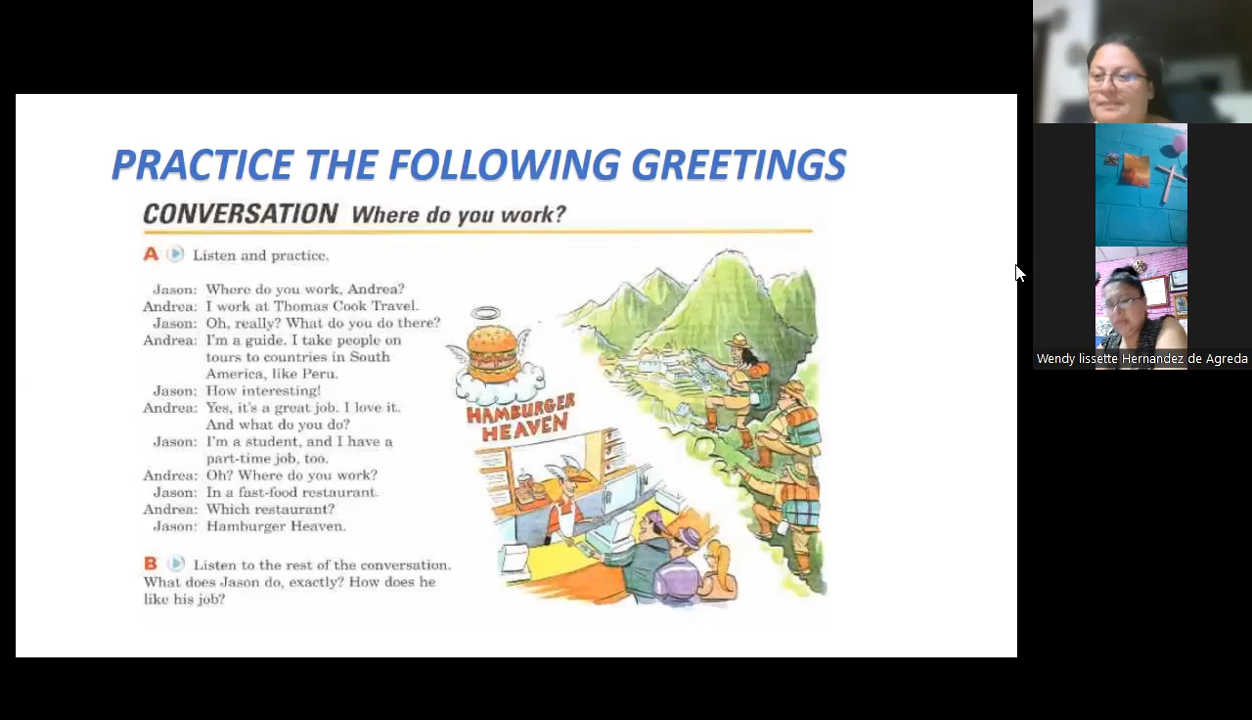 PRACTICE THE FOLLOWING GREETINGS
CONVERSATION Where do you work?
A Listen and practice.
Jason: Where do you work, Andrea?
Andrea: I work at Thomas Cook Travel.
Jason: Oh, really? What do you do there?
Andrea: I'm a guide. I take people on
tours to countries in South
America, like Peru.
Jason: How interesting!
Andrea: Yes, it's a great job. I love it.
And what do you do?
Jason: I'm a student, and I have a
part-time job, too.
Andrea: Oh? Where do you work?
Jason: In a fast-food restaurant.
Andrea: Which restaurant?
Jason: Hamburger Heaven.
HAMBURGER
HEAVEN
B Listen to the rest of the conversation.
What does Jason do, exactly? How does he
like his job?
Wendy lissette Hernandez de Agreda